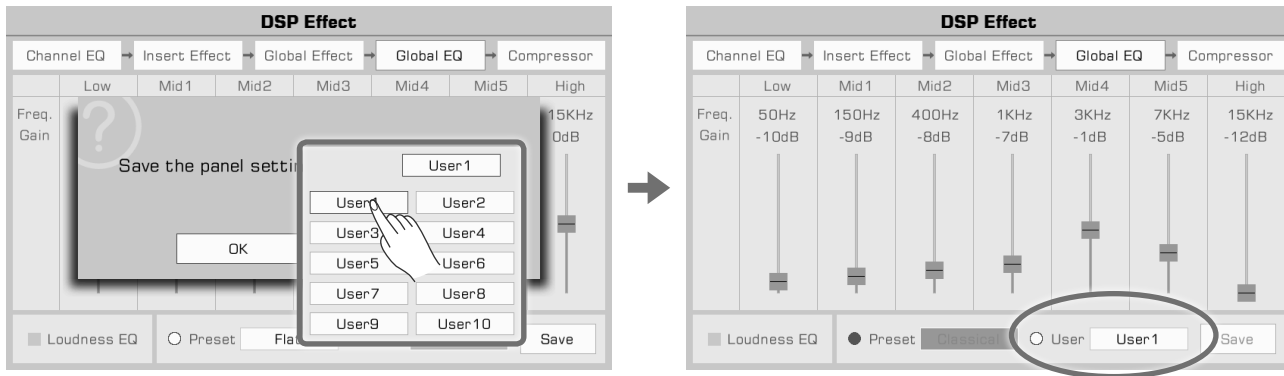 DSP Effect
Channel EQ Insert Effect Global Effect Global EQ Compressor
Low Mid1 Mid2 Mid3 Mid4 Mid5 High
Freq. 15KHz
Gain 0dB
?
Save the panel settin
User1
User1 User2
User3 User4
OK
User5 User6
User7 User8
User9 User10
Loudness EQ Preset Flat Save
DSP Effect
Channel EQ Insert Effect Global Effect Global EQ Compressor
Low Mid1 Mid2 Mid3 Mid4 Mid5 High
Freq. 50Hz 150Hz 400Hz 1KHz 3KHz 7KHz 15KHz
Gain -10dB -9dB -8dB -7dB -1dB -5dB -12dB
Loudness EQ Preset Classical User User1 Save